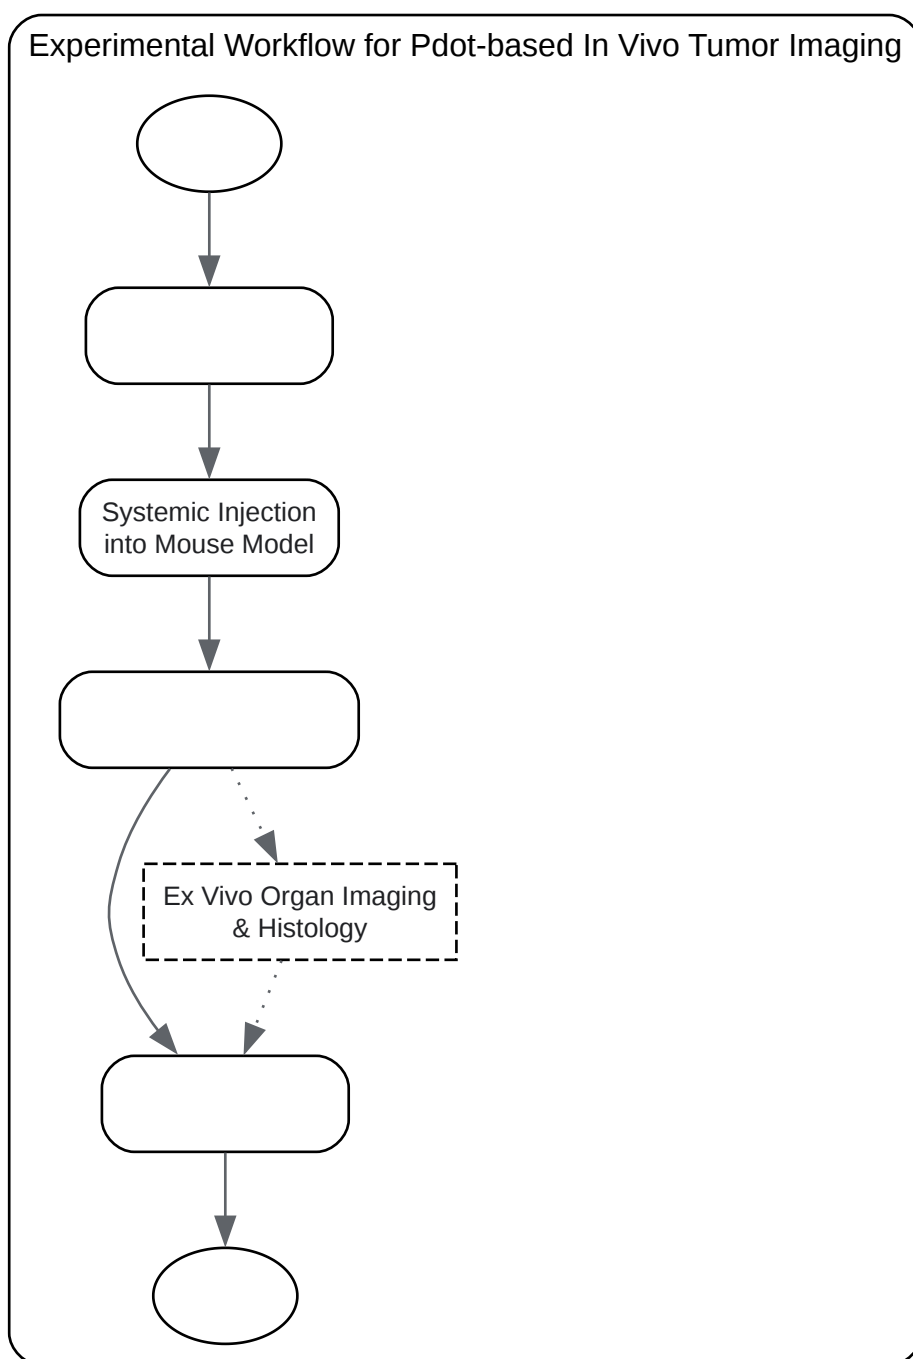 Experimental Workflow for Pdot-based In Vivo Tumor Imaging
Systemic Injection
into Mouse Model
Ex Vivo Organ Imaging
& Histology